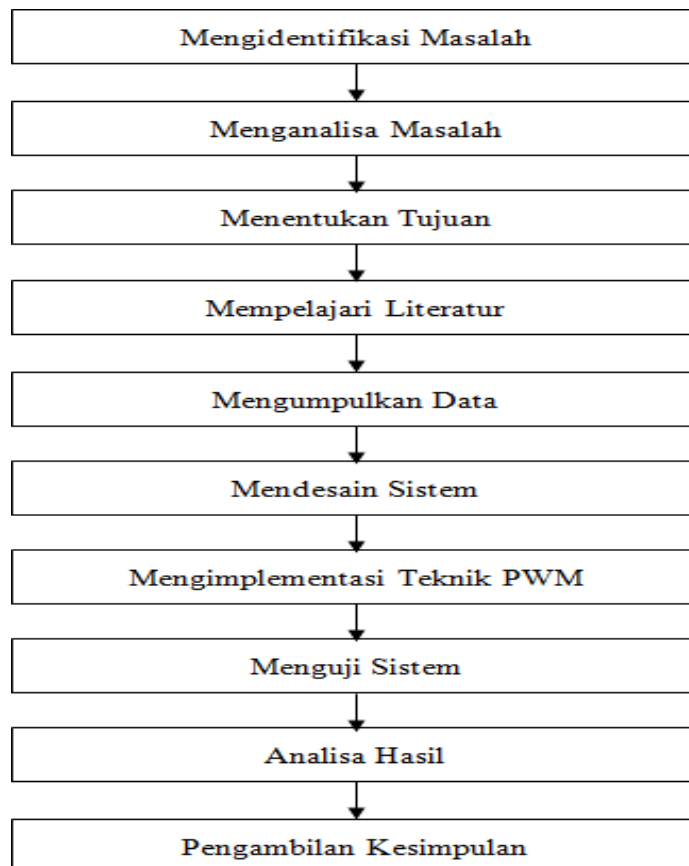 Mengidentifikasi Masalah
Menganalisa Masalah
Menentukan Tujuan
Mempelajari Literatur
Mengumpulkan Data
Mendesain Sistem
Mengimplementasi Teknik PWM
Menguji Sistem
Analisa Hasil
Pengambilan Kesimpulan